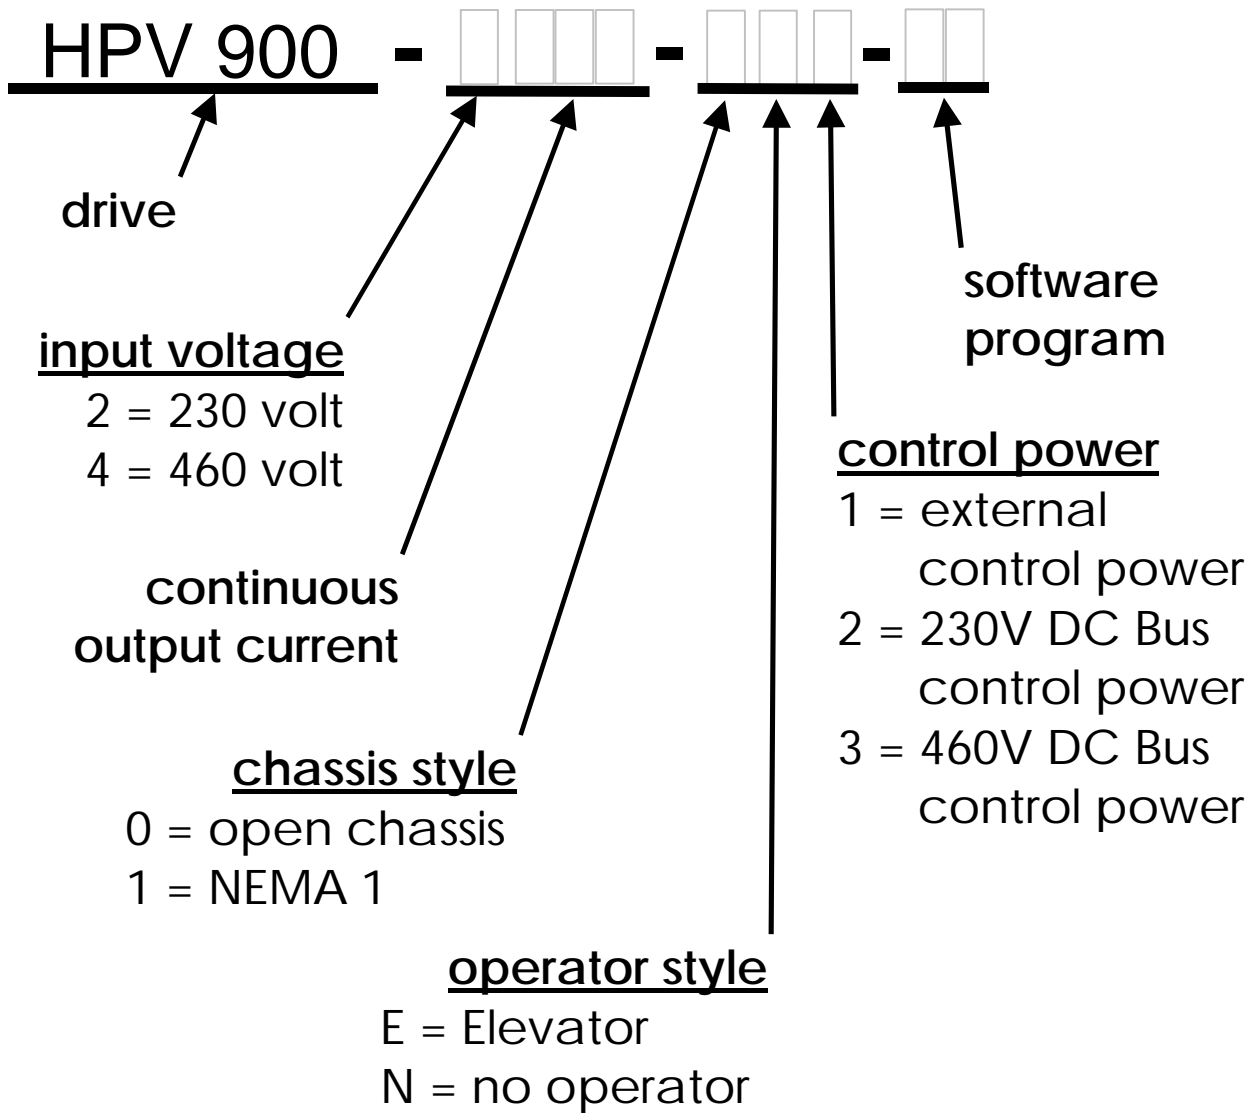 HPV 900 - -  -
drive
software
program
input voltage
2 = 230 volt
4 = 460 volt
control power
1 = external
control power
2 = 230V DC Bus
control power
3 = 460V DC Bus
control power
continuous
output current
chassis style
0 = open chassis
1 = NEMA 1
operator style
E = Elevator
N = no operator